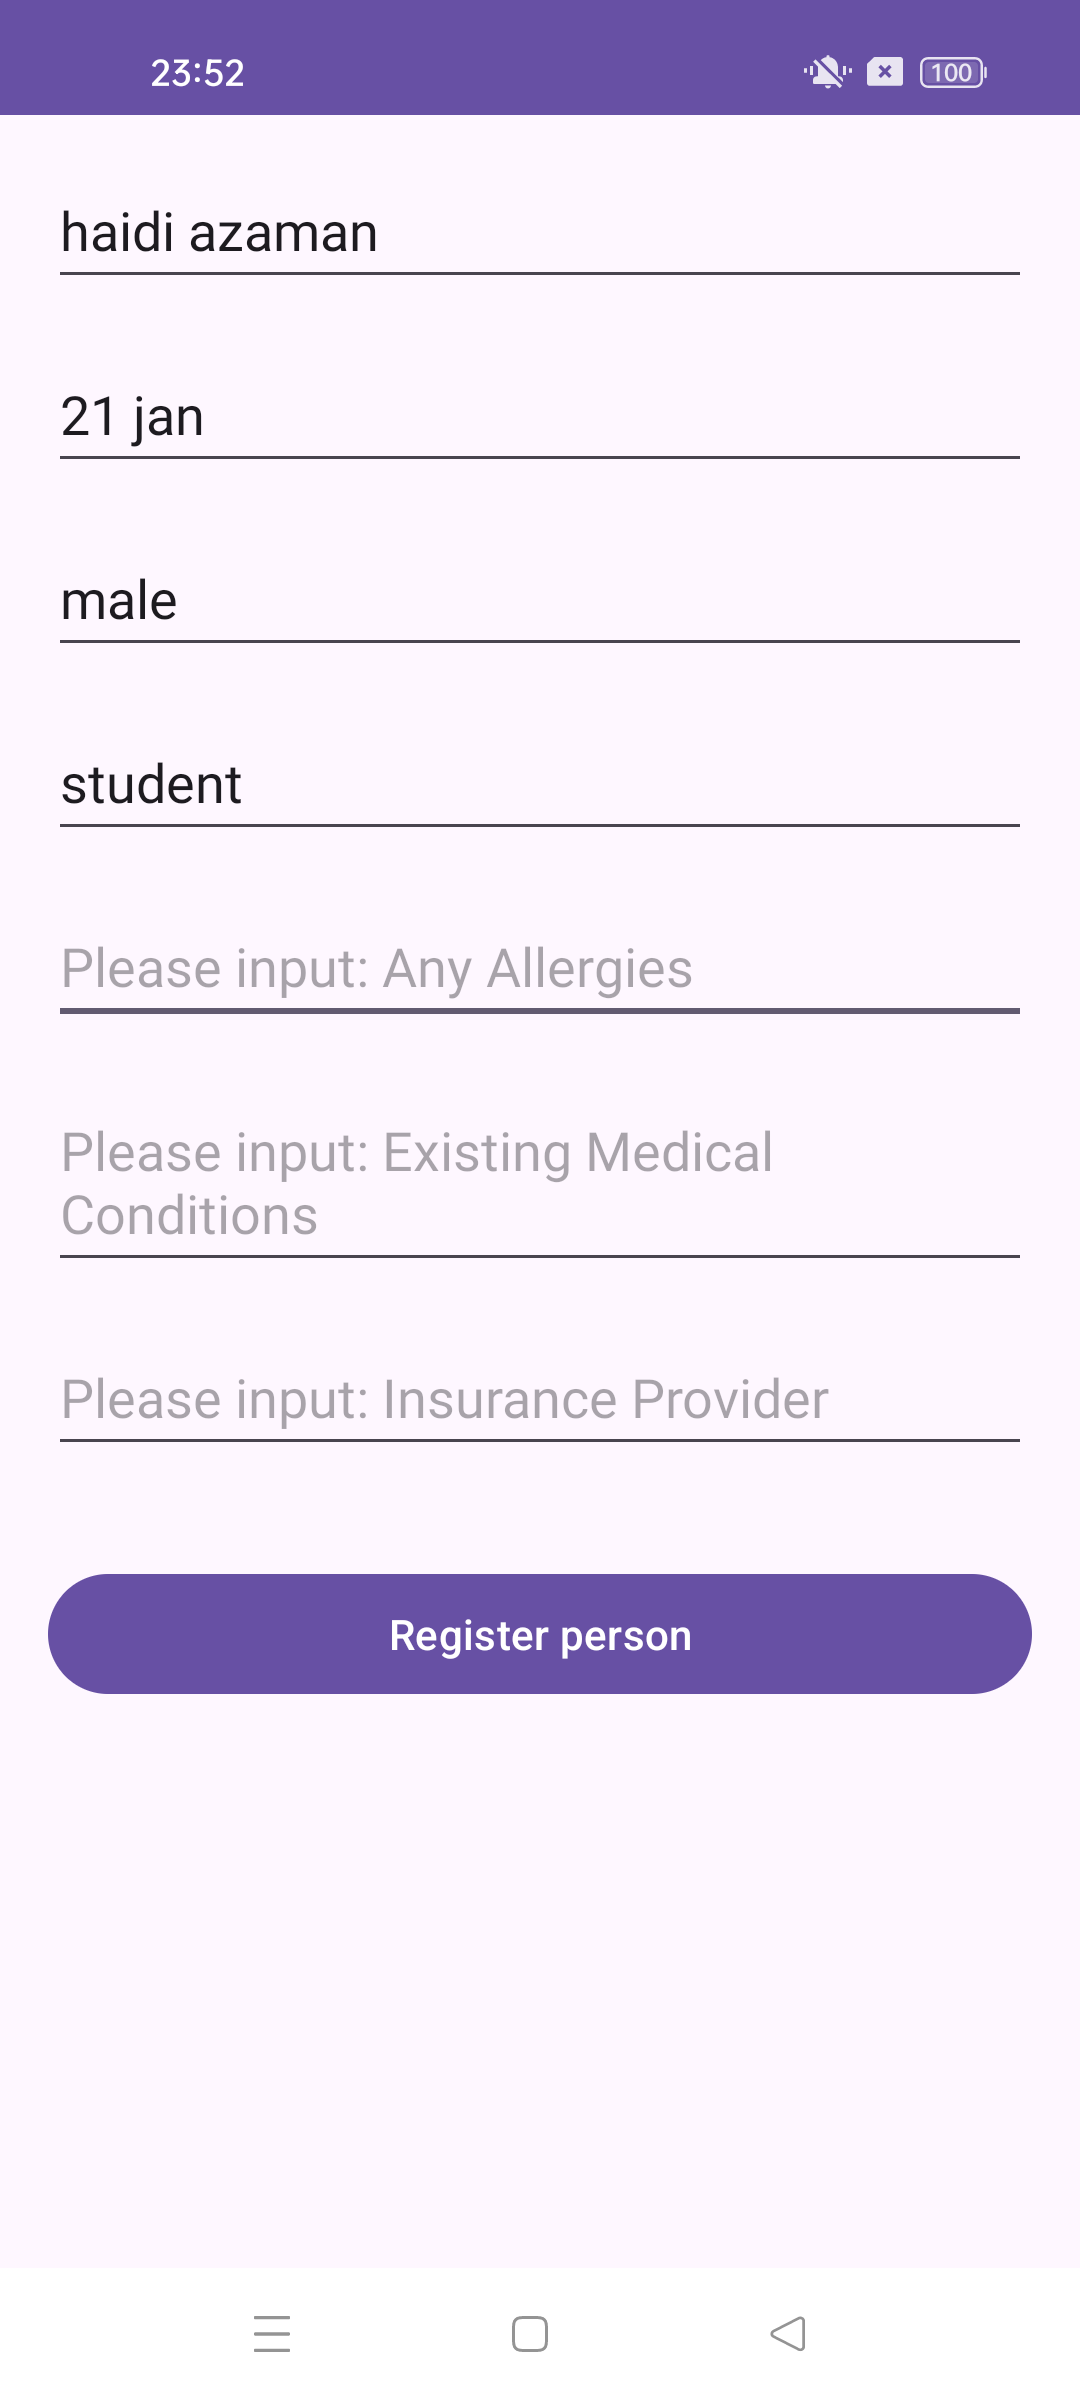 23:52
100
haidi azaman
21 jan
male
student
Please input: Any Allergies
Please input: Existing Medical
Conditions
Please input: Insurance Provider
Register person